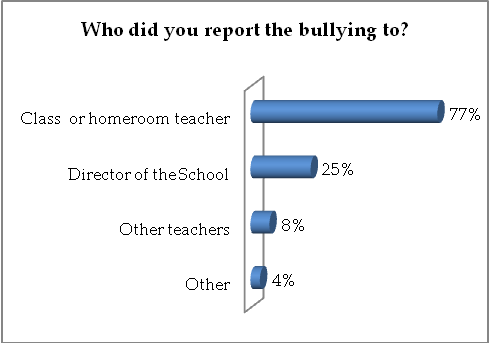 Who did you report the bullying to?
Class or homeroom teacher 77%
Director of the School 25%
Other teachers 8%
Other 4%